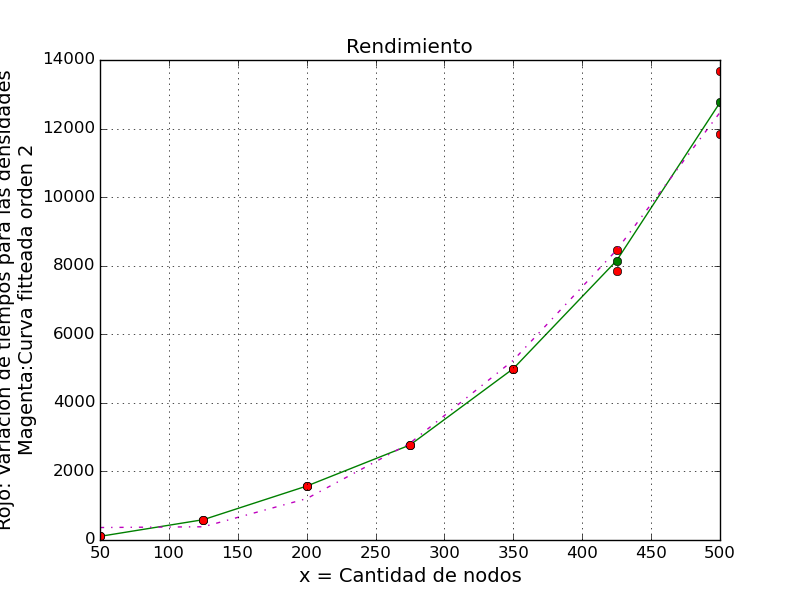 Rendimiento
Rojo: Variacion de tiempos para las densidades
Magenta:Curva fitteada orden 2
14000
12000
10000
8000
6000
4000
2000
0
50 100 150 200 250 300 350 400 450 500
x = Cantidad de nodos